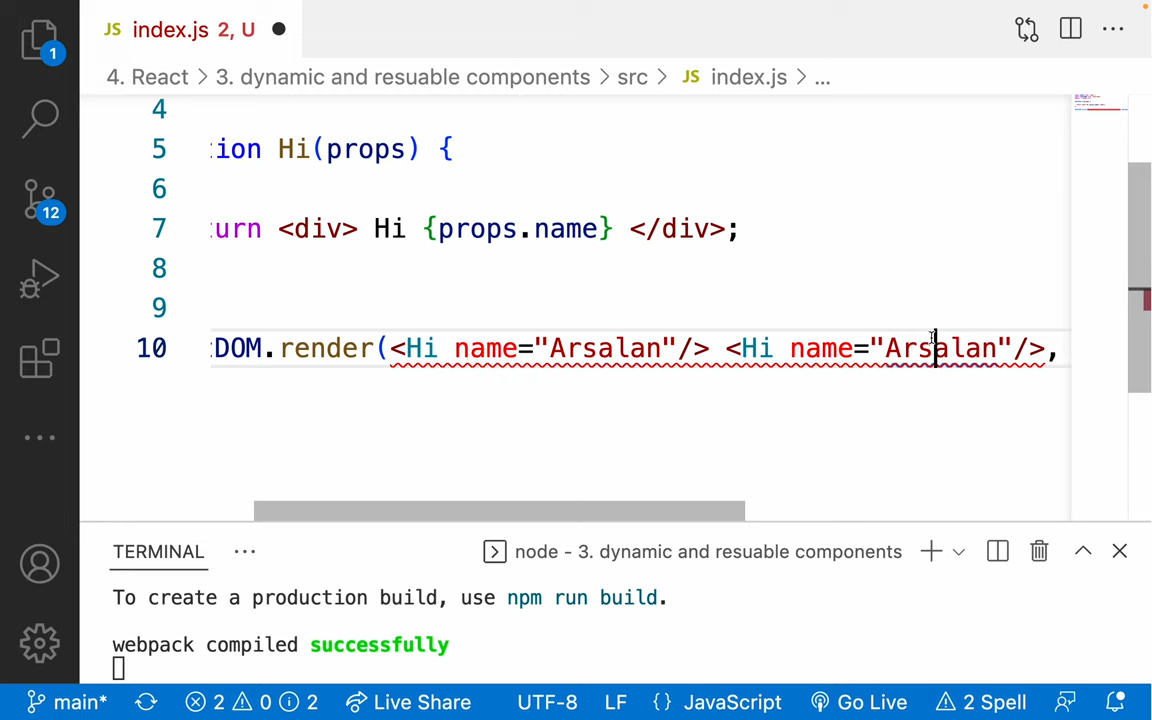 JS index.js 2, U
4. React > 3. dynamic and resuable components > src > JS index.js > ...
1
12
4
5 tion Hi(props) {
6
7 urn <div> Hi {props.name} </div>;
8
9
10 tDOM.render(<Hi name="Arsalan"/> <Hi name="Arsalan"/>,
TERMINAL ... node - 3. dynamic and resuable components
To create a production build, use npm run build.
webpack compiled successfully
main* 2 0 2 Live Share UTF-8 LF {} JavaScript Go Live 2 Spell